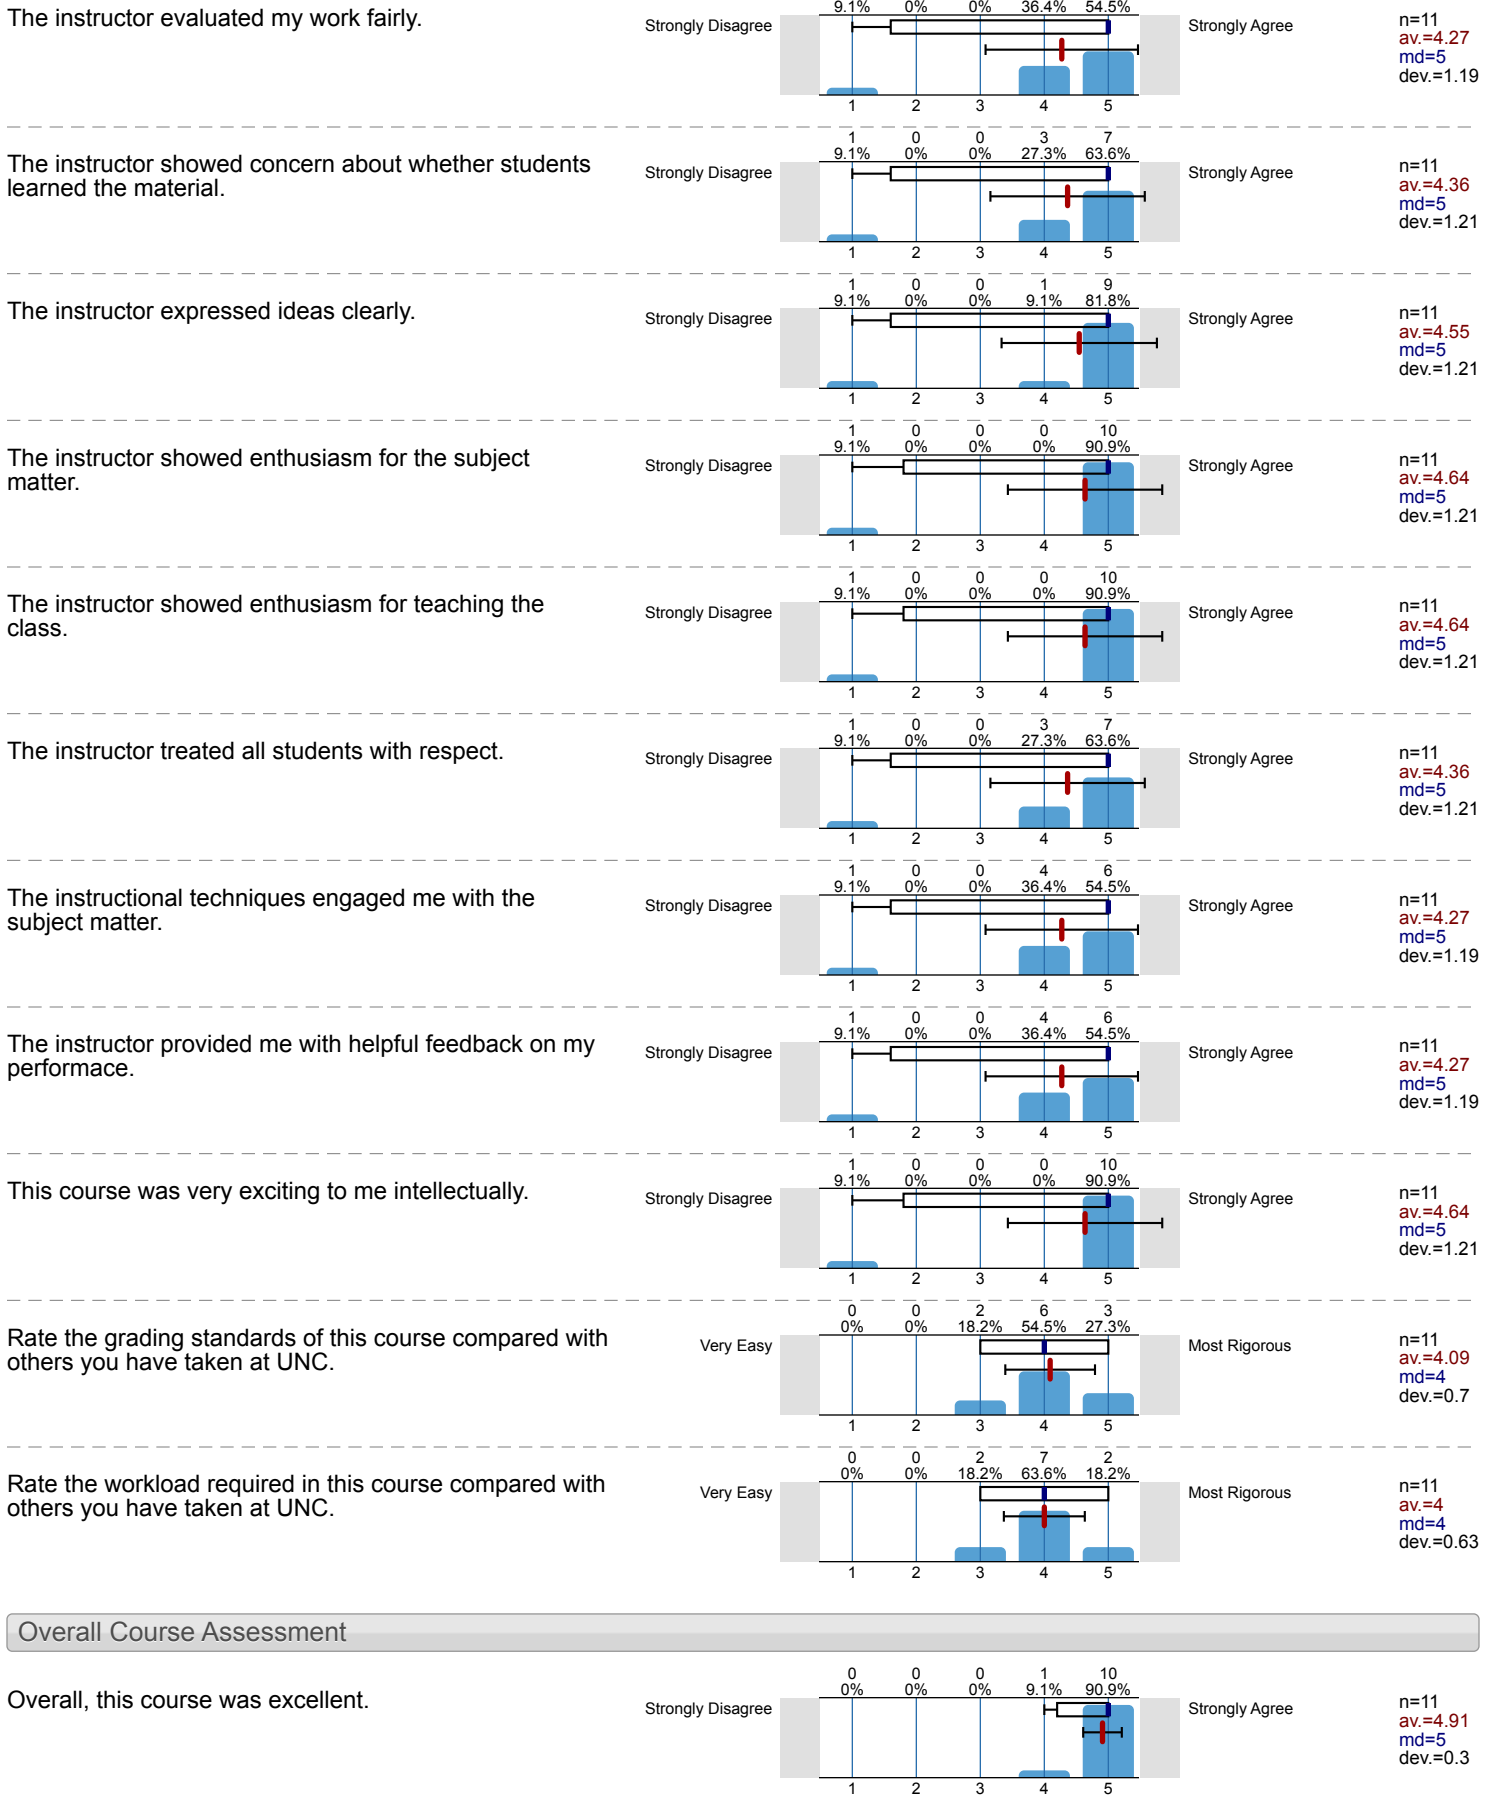 The instructor evaluated my work fairly.
Strongly Disagree
9.1% 0% 0% 36.4% 54.5%
Strongly Agree
n=11
av.=4.27
md=5
dev.=1.19
1 2 3 4 5
The instructor showed concern about whether students
learned the material.
Strongly Disagree
1 0 0 3 7
9.1% 0% 0% 27.3% 63.6%
Strongly Agree
n=11
av.=4.36
md=5
dev.=1.21
1 2 3 4 5
The instructor expressed ideas clearly.
Strongly Disagree
1 0 0 1 9
9.1% 0% 0% 9.1% 81.8%
Strongly Agree
n=11
av.=4.55
md=5
dev.=1.21
1 2 3 4 5
The instructor showed enthusiasm for the subject
matter.
Strongly Disagree
1 0 0 0 10
9.1% 0% 0% 0% 90.9%
Strongly Agree
n=11
av.=4.64
md=5
dev.=1.21
1 2 3 4 5
The instructor showed enthusiasm for teaching the
class.
Strongly Disagree
1 0 0 0 10
9.1% 0% 0% 0% 90.9%
Strongly Agree
n=11
av.=4.64
md=5
dev.=1.21
1 2 3 4 5
The instructor treated all students with respect.
Strongly Disagree
1 0 0 3 7
9.1% 0% 0% 27.3% 63.6%
Strongly Agree
n=11
av.=4.36
md=5
dev.=1.21
1 2 3 4 5
The instructional techniques engaged me with the
subject matter.
Strongly Disagree
1 0 0 4 6
9.1% 0% 0% 36.4% 54.5%
Strongly Agree
n=11
av.=4.27
md=5
dev.=1.19
1 2 3 4 5
The instructor provided me with helpful feedback on my
performace.
Strongly Disagree
1 0 0 4 6
9.1% 0% 0% 36.4% 54.5%
Strongly Agree
n=11
av.=4.27
md=5
dev.=1.19
1 2 3 4 5
This course was very exciting to me intellectually.
Strongly Disagree
1 0 0 0 10
9.1% 0% 0% 0% 90.9%
Strongly Agree
n=11
av.=4.64
md=5
dev.=1.21
1 2 3 4 5
Rate the grading standards of this course compared with
others you have taken at UNC.
Very Easy
0 0 2 6 3
0% 0% 18.2% 54.5% 27.3%
Most Rigorous
n=11
av.=4.09
md=4
dev.=0.7
1 2 3 4 5
Rate the workload required in this course compared with
others you have taken at UNC.
Very Easy
0 0 2 7 2
0% 0% 18.2% 63.6% 18.2%
Most Rigorous
n=11
av.=4
md=4
dev.=0.63
1 2 3 4 5
Overall Course Assessment
Overall, this course was excellent.
Strongly Disagree
0 0 0 1 10
0% 0% 0% 9.1% 90.9%
Strongly Agree
n=11
av.=4.91
md=5
dev.=0.3
1 2 3 4 5